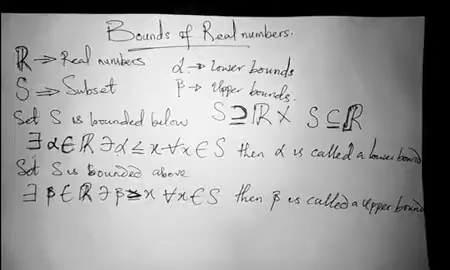 Bounds of Real numbers.
ℝ → Real numbers
α → Lower bounds
S ⇒ Subset
β → Upper bounds.
Set S is bounded below S ⊇ ℝ X S ⊆ ℝ
∃ α ∈ ℝ ∋ α ≤ x ∀ x ∈ S then α is called a lower bound
Set S is bounded above
∃ β ∈ ℝ ∋ β ≥ x ∀ x ∈ S then β is called a upper bound